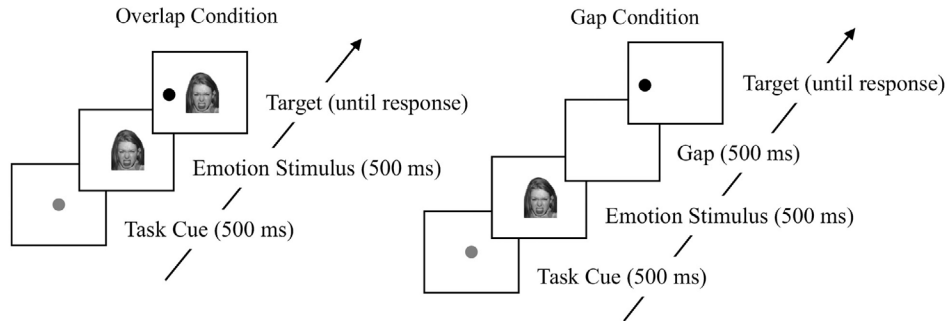 Overlap Condition
Target (until response)
Emotion Stimulus (500 ms)
Task Cue (500 ms)
Gap Condition
Target (until response)
Gap (500 ms)
Emotion Stimulus (500 ms)
Task Cue (500 ms)